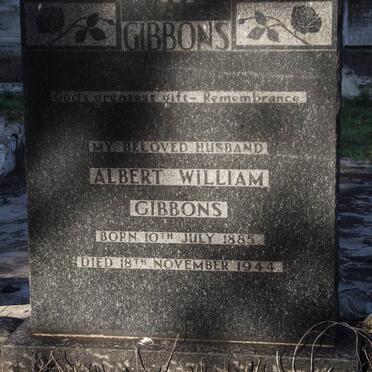 GIBBONS
God's greatest gift - Remembrance
MY BELOVED HUSBAND
ALBERT WILLIAM
GIBBONS
BORN 10TH JULY 1885.
DIED 18TH NOVEMBER 1944.